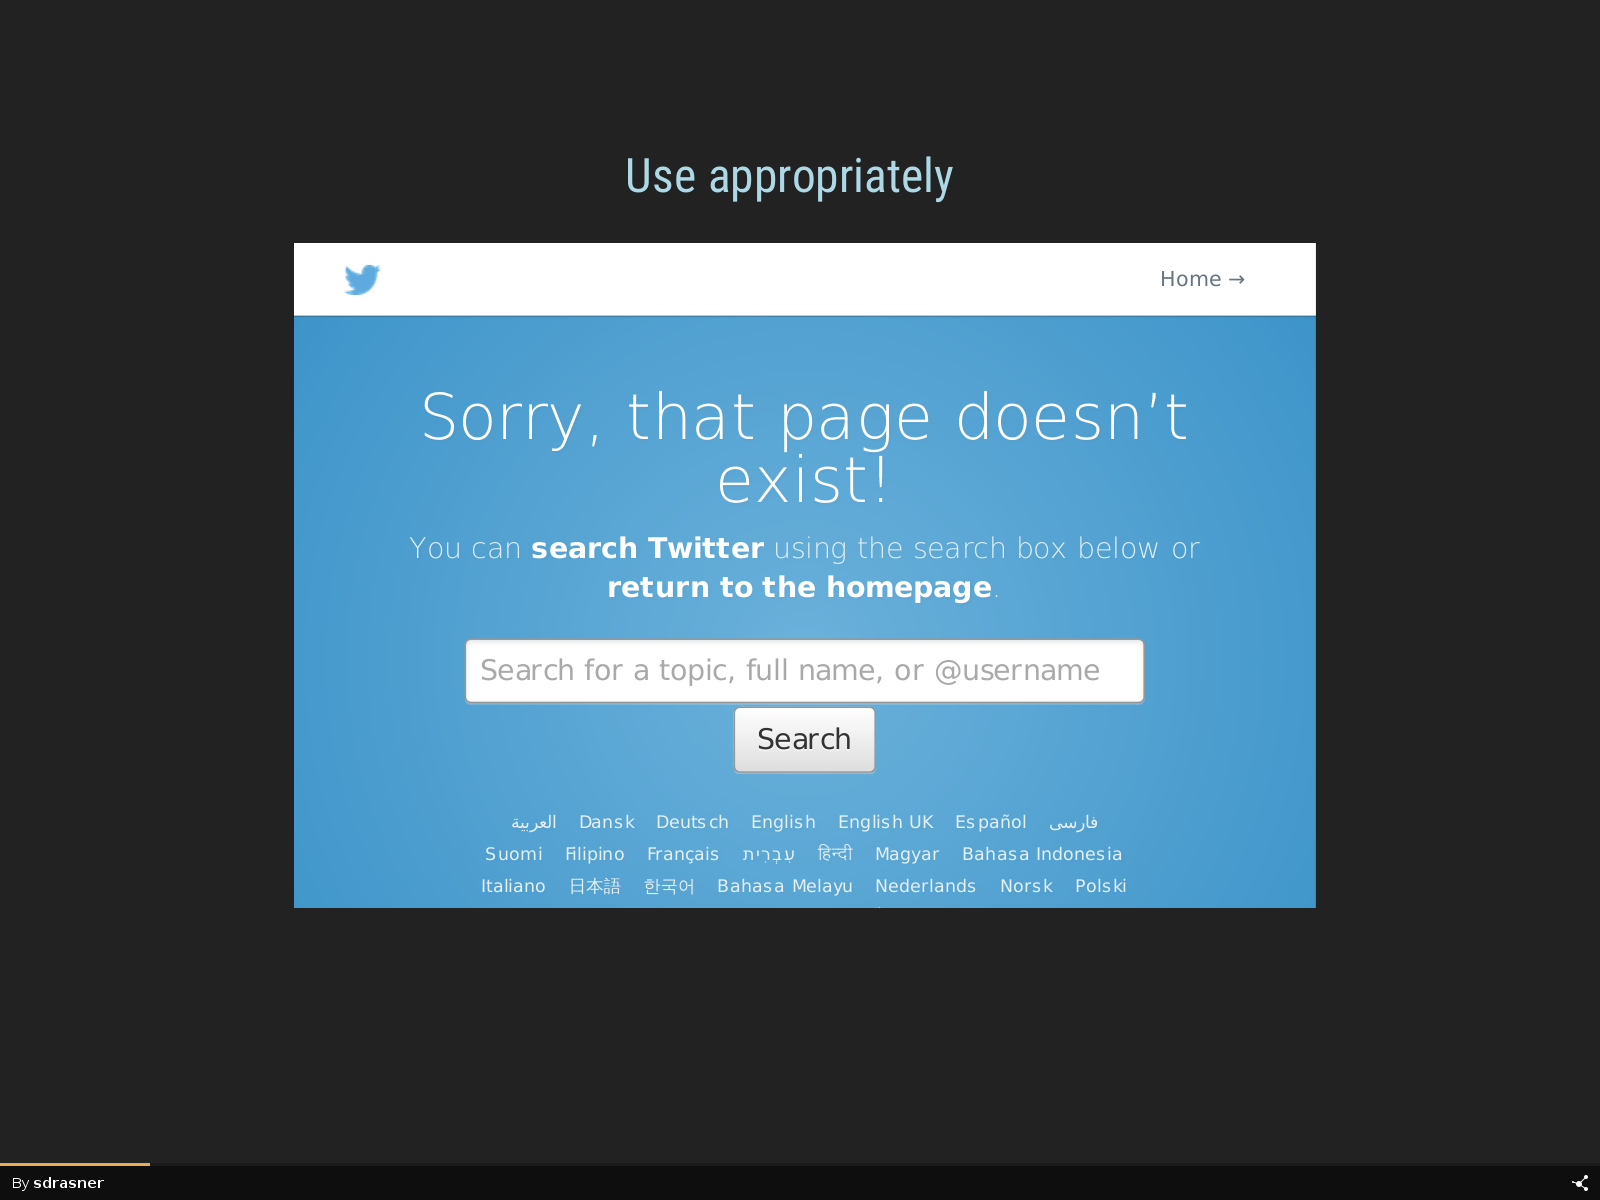 Use appropriately
Home →
Sorry, that page doesn't
exist!
You can search Twitter using the search box below or
return to the homepage.
Search for a topic, full name, or @username
Search
العربية Dansk Deutsch English English UK Español فارسی
Suomi Filipino Français עִבְרִית हिन्दी Magyar Bahasa Indonesia
Italiano 日本語 한국어 Bahasa Melayu Nederlands Norsk Polski
By sdrasner